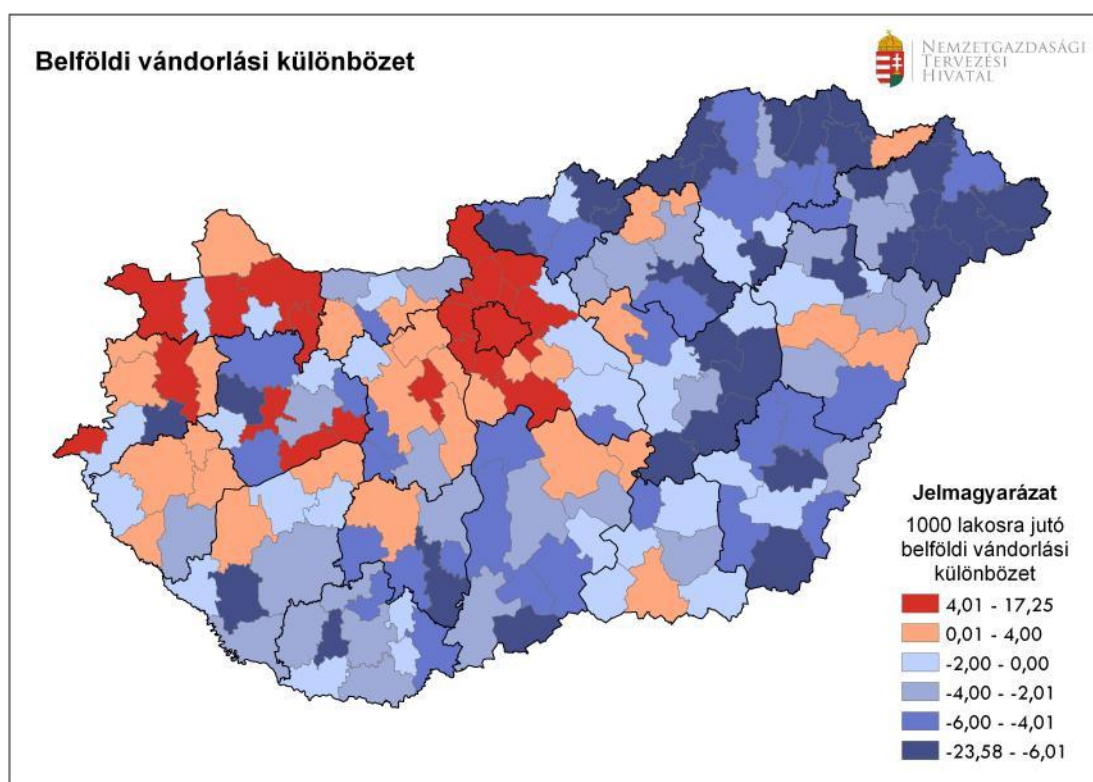 Belföldi vándorlási különbözet
NEMZETGAZDASÁGI
TERVEZÉSI
HIVATAL
Jelmagyarázat
1000 lakosra jutó
belföldi vándorlási
különbözet
4,01 - 17,25
0,01 - 4,00
-2,00 - 0,00
-4,00 - -2,01
-6,00 - -4,01
-23,58 - -6,01